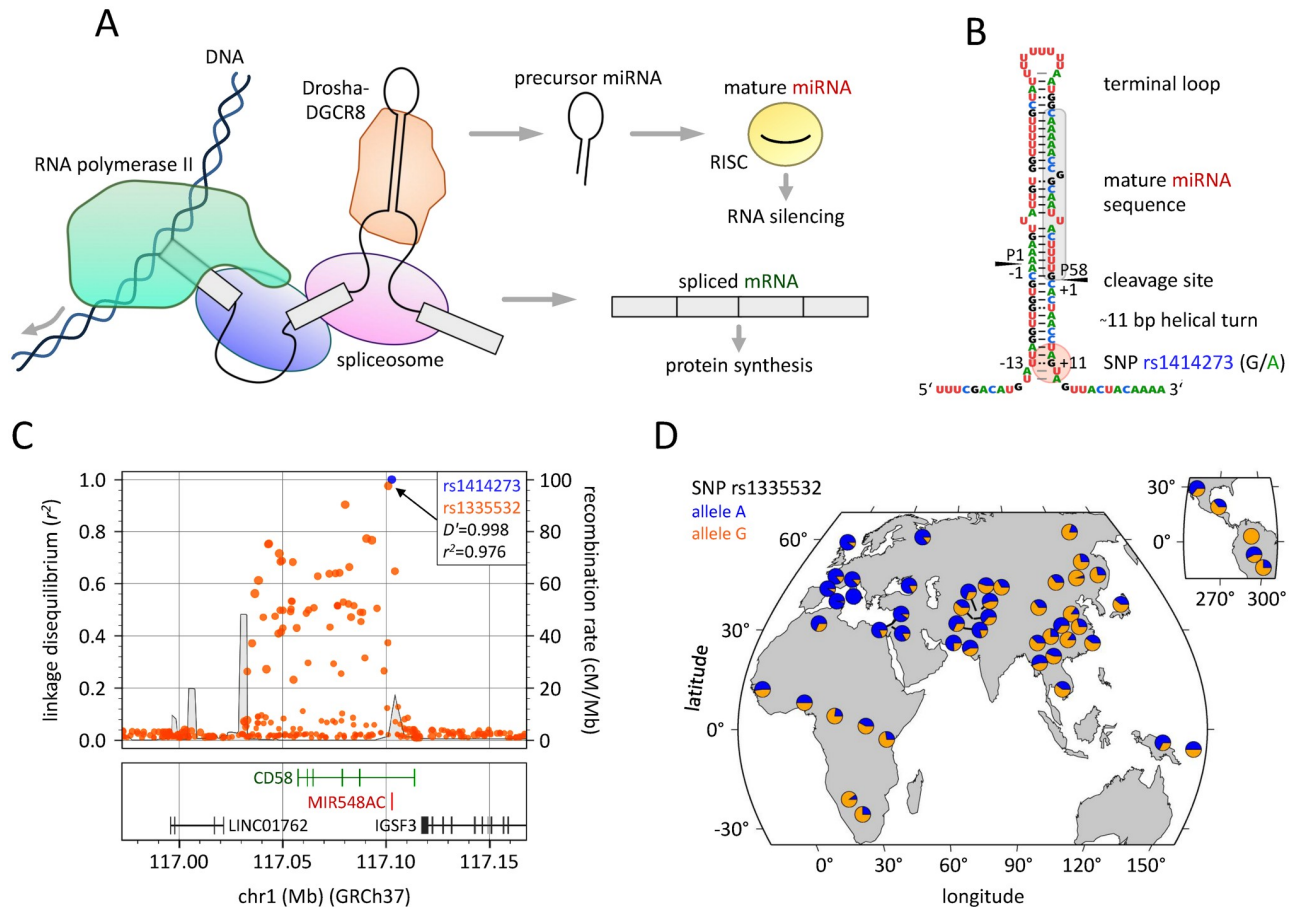 A
DNA
RNA polymerase II
Drosha-
DGCR8
precursor miRNA
mature miRNA
RISC
RNA silencing
spliceosome
spliced mRNA
protein synthesis
B
terminal loop
mature miRNA
sequence
P1
-1
P58
+1
cleavage site
~11 bp helical turn
-13
+11
SNP rs1414273 (G/A)
5‘ UUUCGACAUG
GUUACUACAAAA 3‘
C
linkage disequilibrium (r²)
1.0
0.8
0.6
0.4
0.2
0.0
rs1414273
rs1335532
D'=0.998
r²=0.976
100
80
60
40
20
0
recombination rate (cM/Mb)
CD58
MIR548AC
LINC01762
IGSF3
117.00 117.05 117.10 117.15
chr1 (Mb) (GRCh37)
D
SNP rs1335532
allele A
allele G
latitude
60°
30°
0°
-30°
0° 30° 60° 90° 120° 150°
longitude
30°
0°
270° 300°